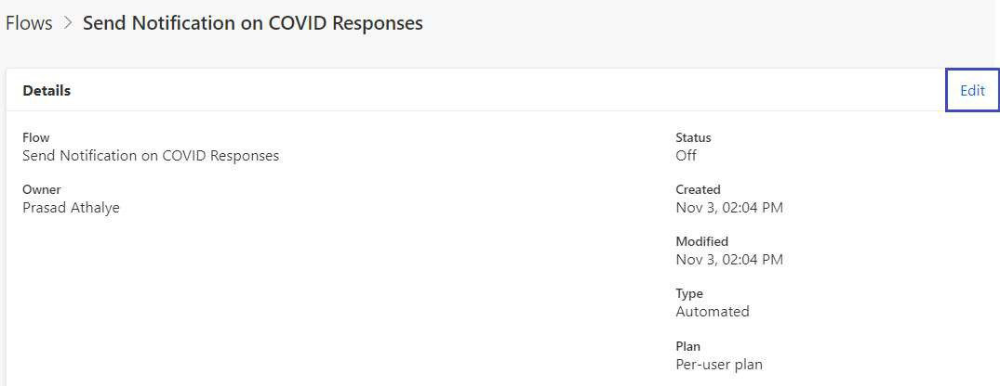 Flows > Send Notification on COVID Responses
Details
Edit
Flow
Send Notification on COVID Responses
Owner
Prasad Athalye
Status
Off
Created
Nov 3, 02:04 PM
Modified
Nov 3, 02:04 PM
Type
Automated
Plan
Per-user plan